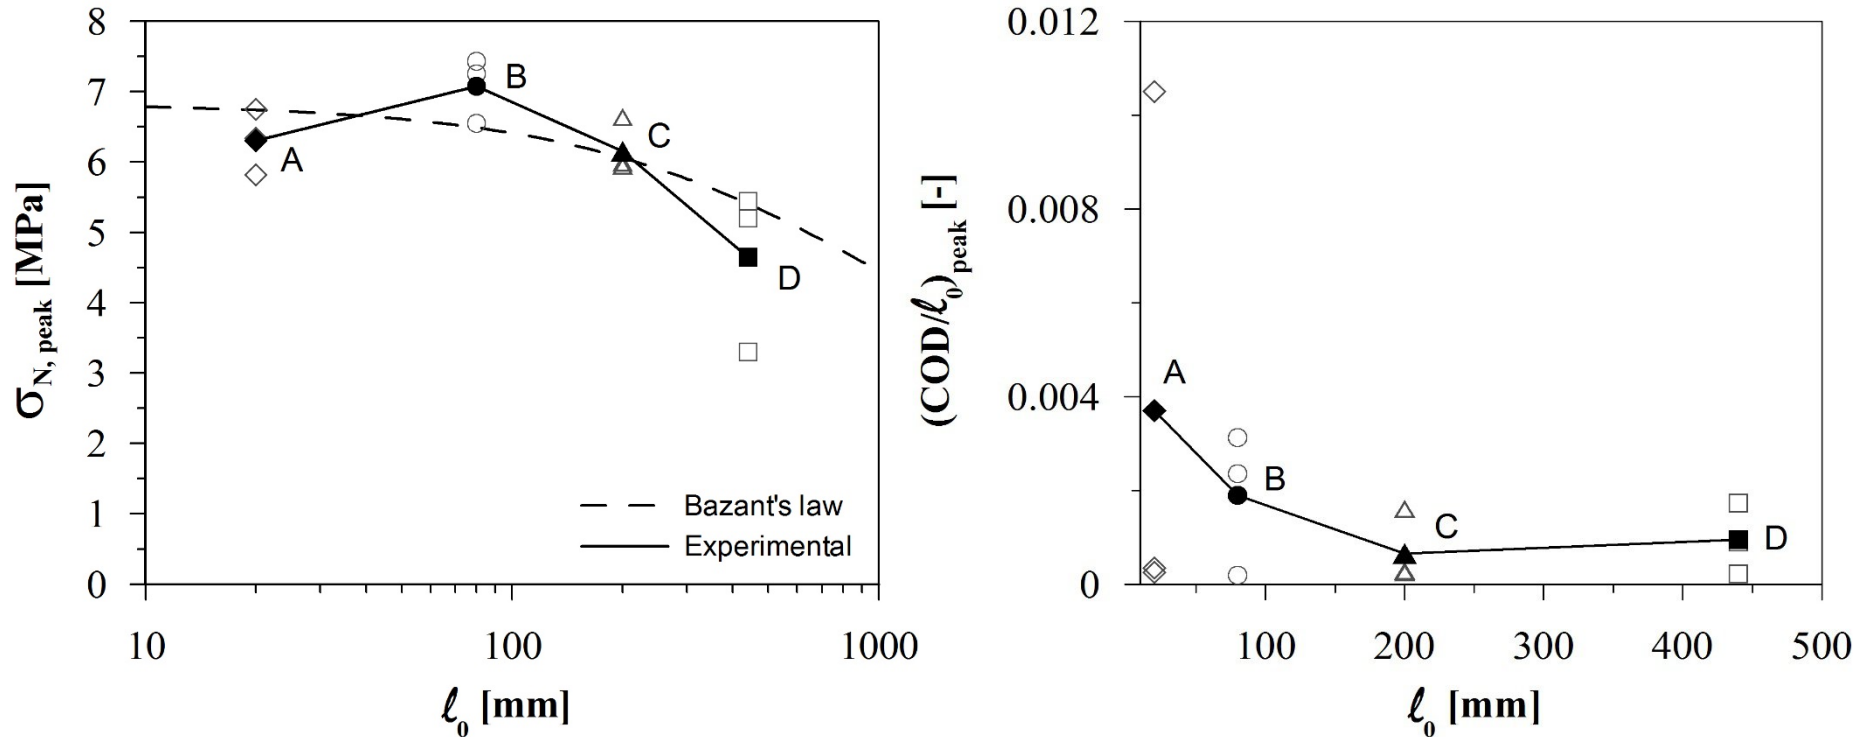 8
7
6
5
4
3
2
1
0
σN, peak [MPa]
A
B
C
D
Bazant's law
Experimental
10
100
1000
ℓ0 [mm]
0.012
0.008
0.004
0
(COD/ℓ0)peak [-]
A
B
C
D
100
200
300
400
500
ℓ0 [mm]